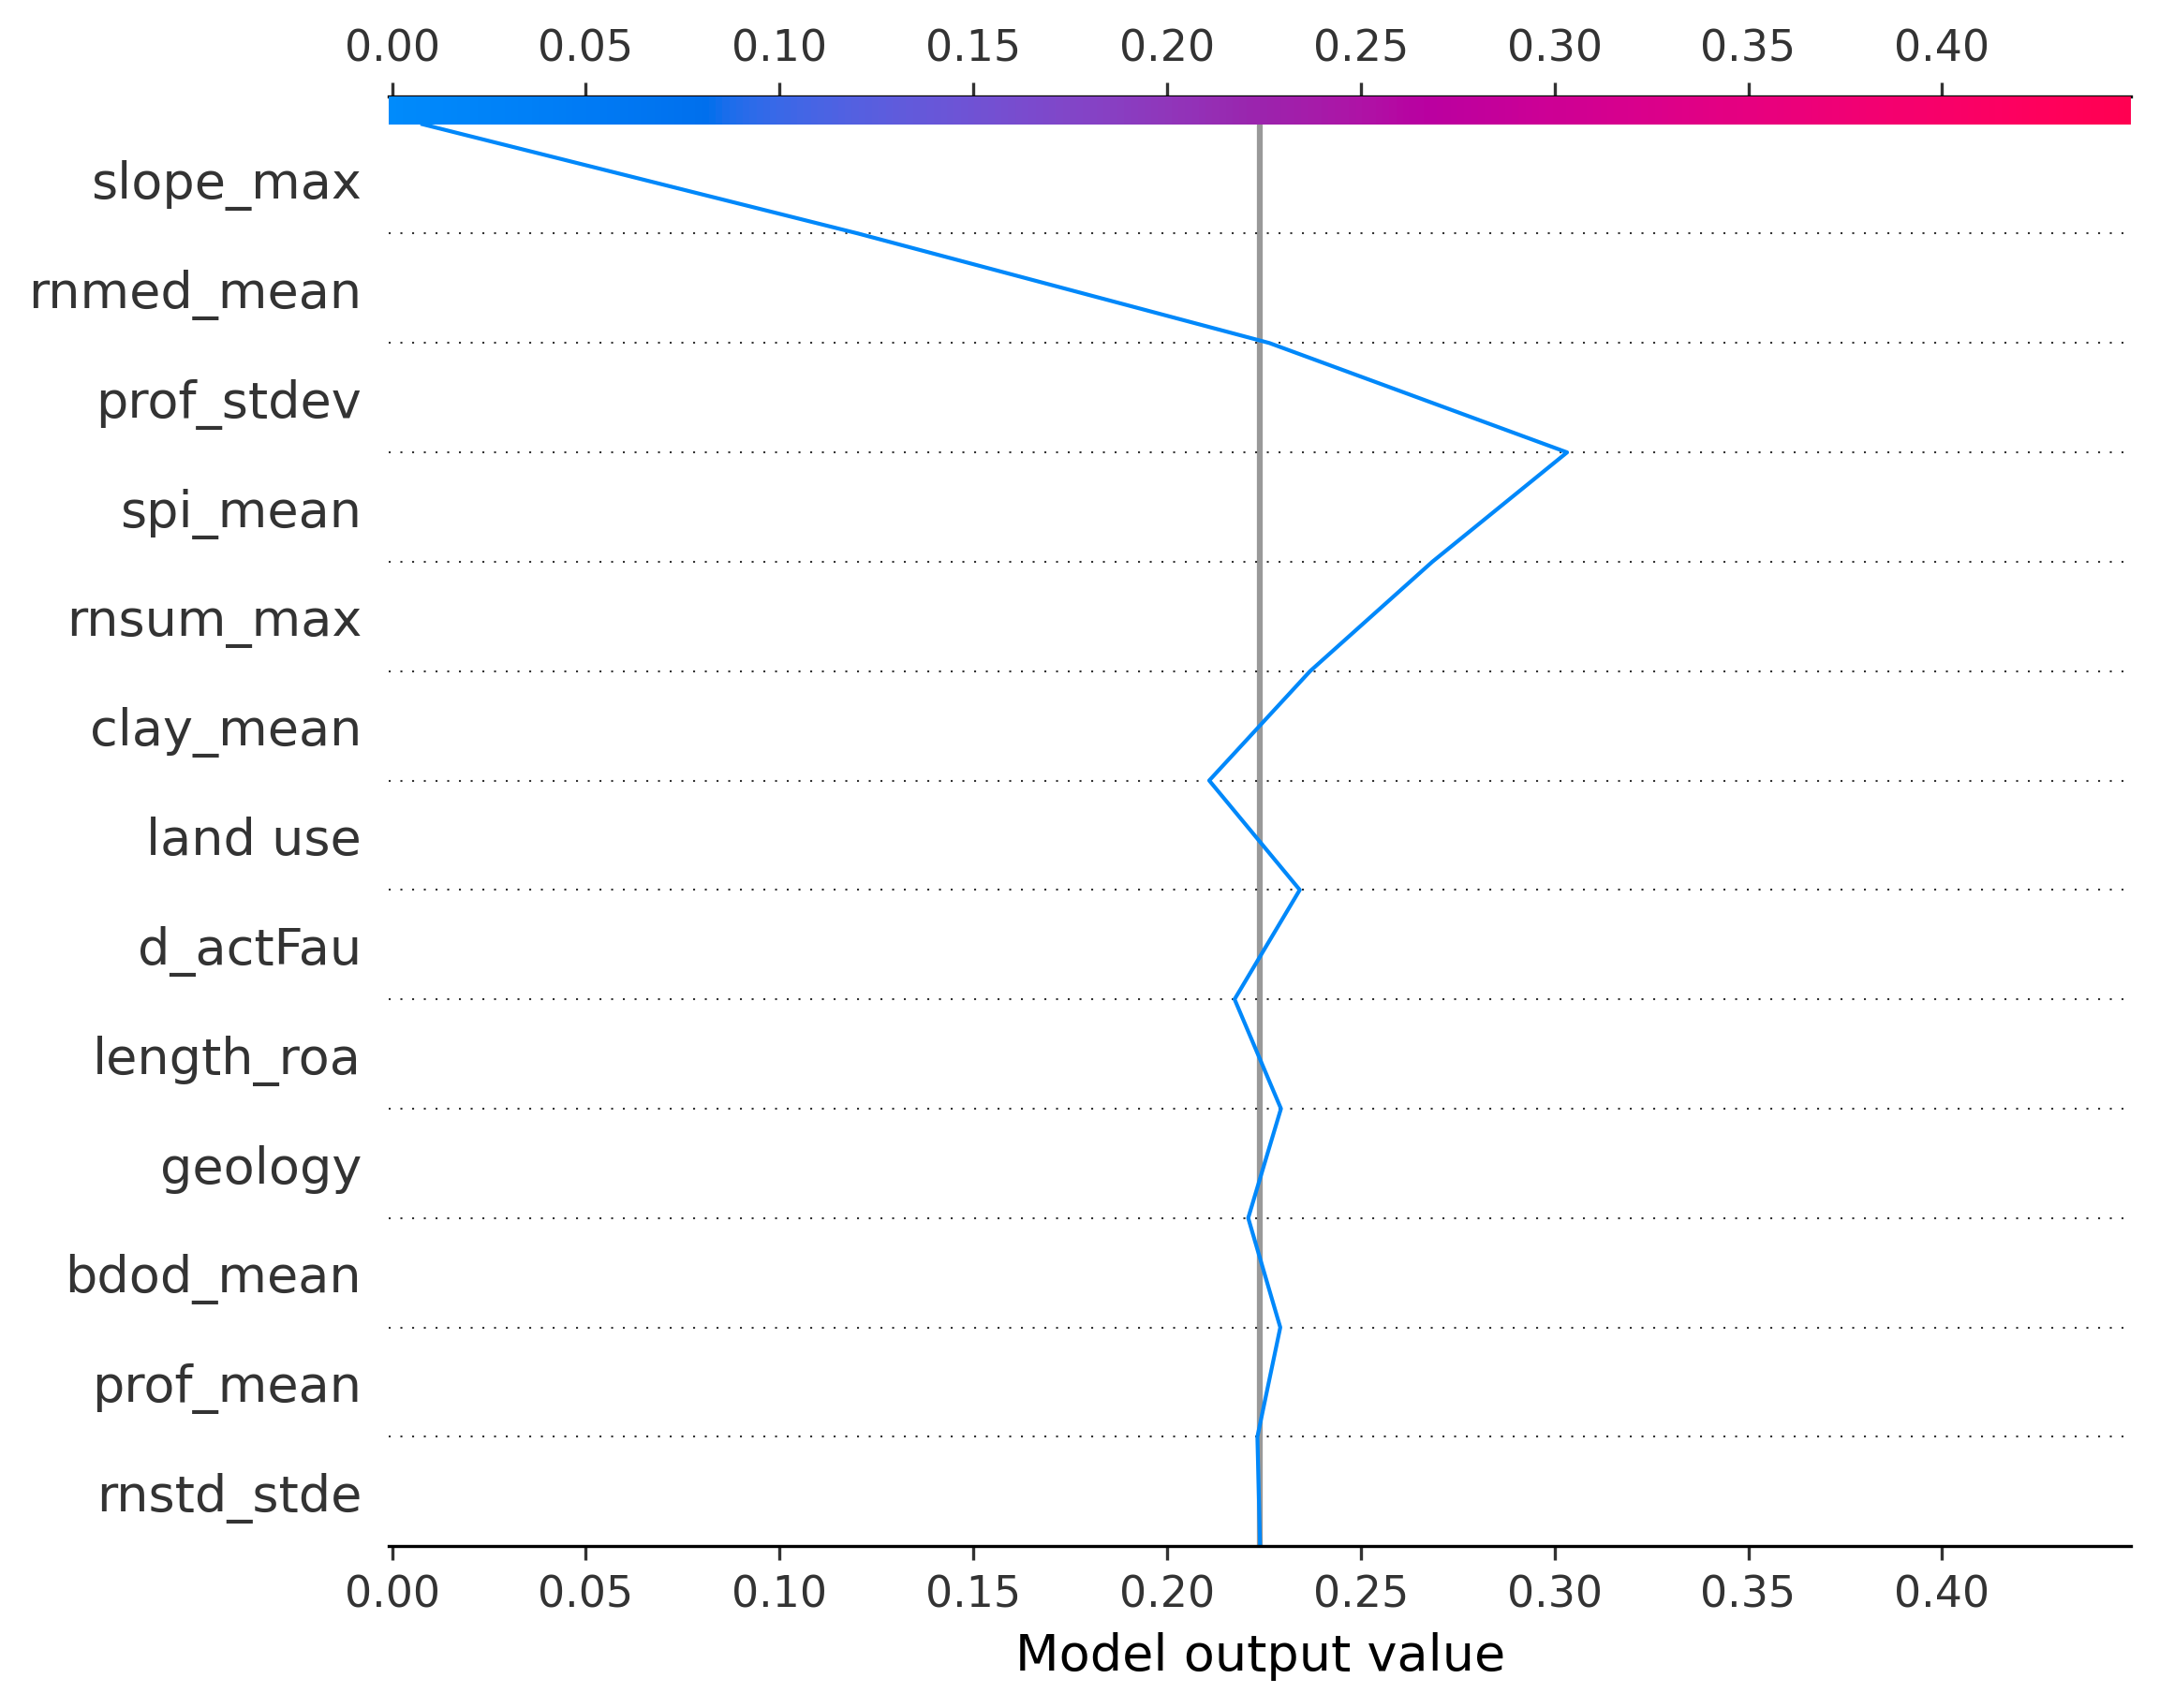 0.00 0.05 0.10 0.15 0.20 0.25 0.30 0.35 0.40
slope_max
rnmed_mean
prof_stdev
spi_mean
rnsum_max
clay_mean
land use
d_actFau
length_roa
geology
bdod_mean
prof_mean
rnstd_stde
0.00 0.05 0.10 0.15 0.20 0.25 0.30 0.35 0.40
Model output value